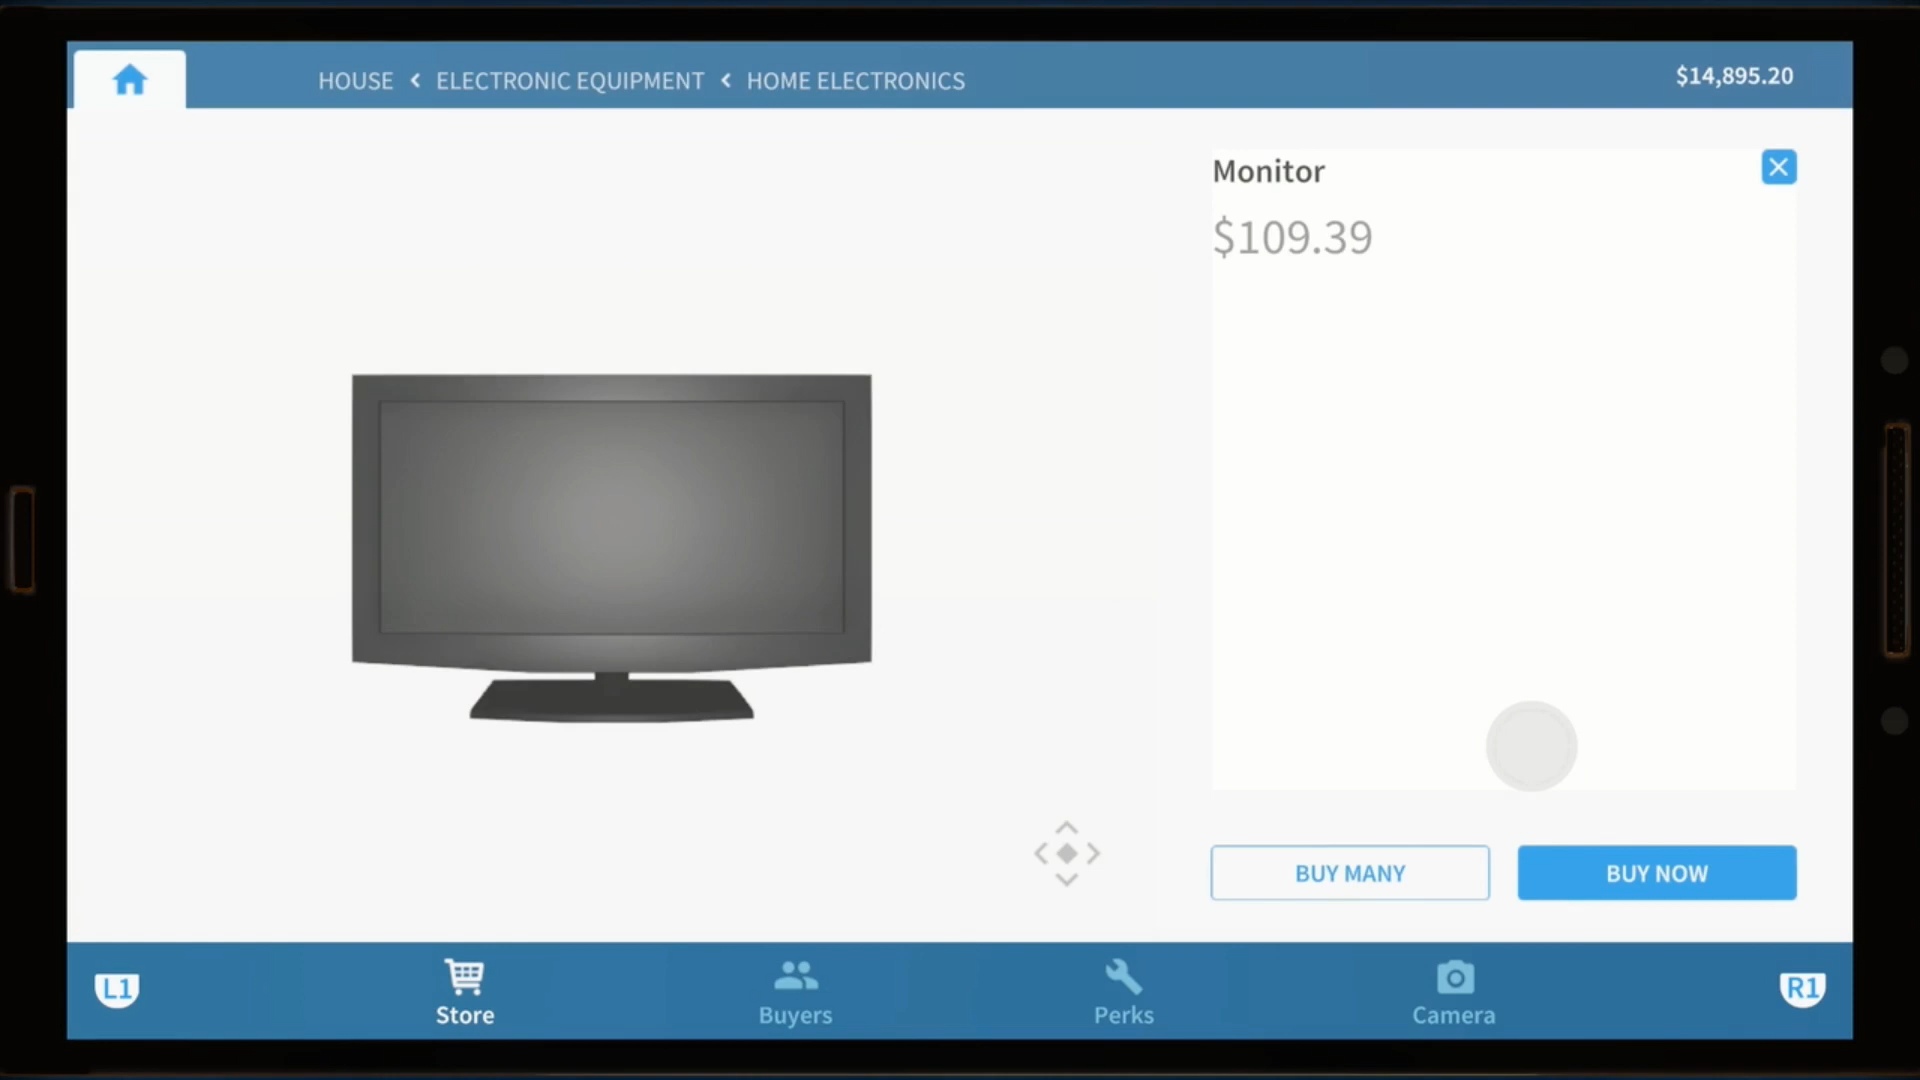 HOUSE < ELECTRONIC EQUIPMENT < HOME ELECTRONICS
$14,895.20
Monitor
$109.39
BUY MANY
BUY NOW
L1
Store
Buyers
Perks
Camera
R1